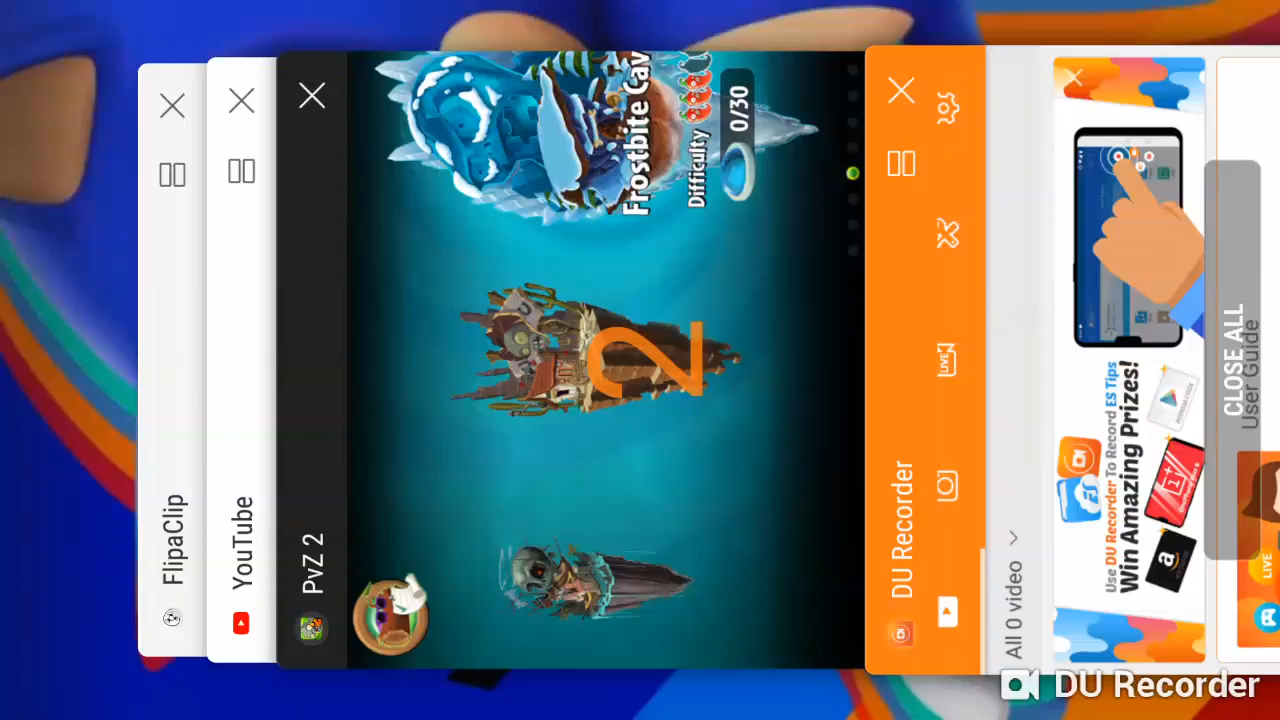 FlipaClip
YouTube
PvZ 2
Frostbite Cav
Difficulty
0/30
2
DU Recorder
LIVE
All 0 video
Use DU Recorder To Record ES Tips
Win Amazing Prizes!
CLOSE ALL
User Guide
LIVE
DU Recorder